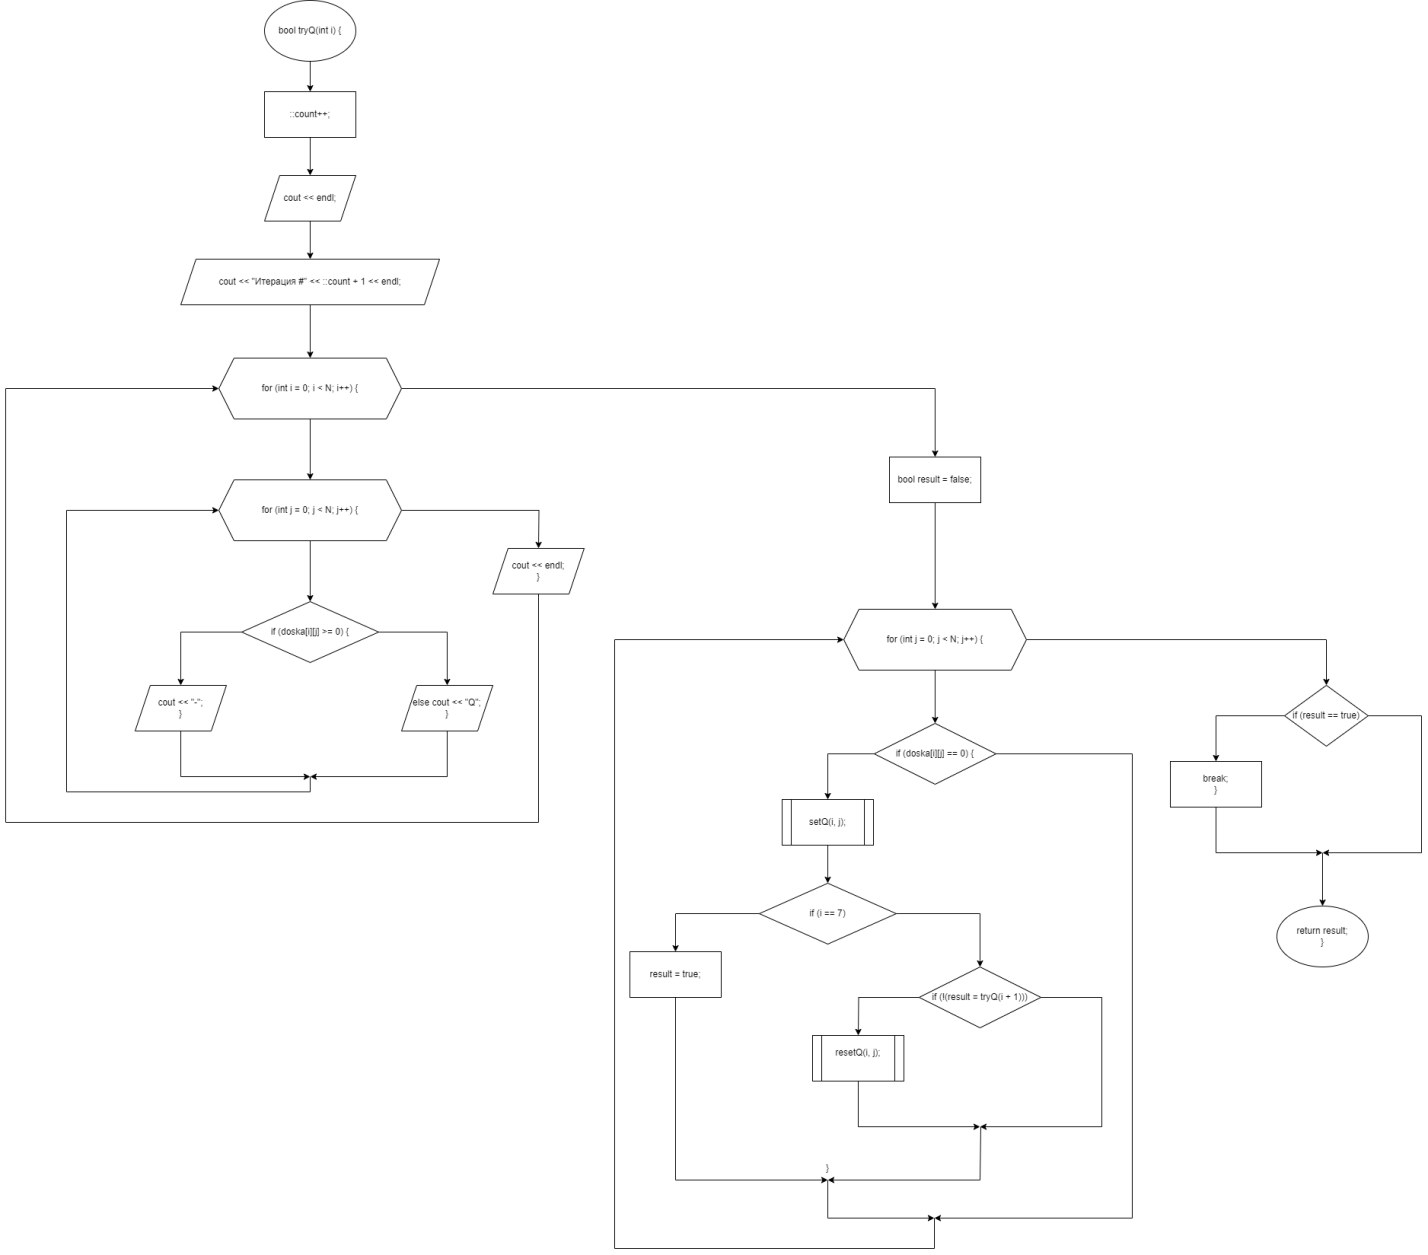 bool tryQ(int i) {
::count++;
cout << endl;
cout << "Итерация #" << ::count + 1 << endl;
for (int i = 0; i < N; i++) {
for (int j = 0; j < N; j++) {
cout << endl;
}
if (doska[i][j] >= 0) {
cout << "-";
}
else cout << "Q";
}
bool result = false;
for (int j = 0; j < N; j++) {
if (doska[i][j] == 0) {
setQ(i, j);
if (i == 7)
result = true;
if (!(result = tryQ(i + 1)))
resetQ(i, j);
}
if (result == true)
break;
}
return result;
}